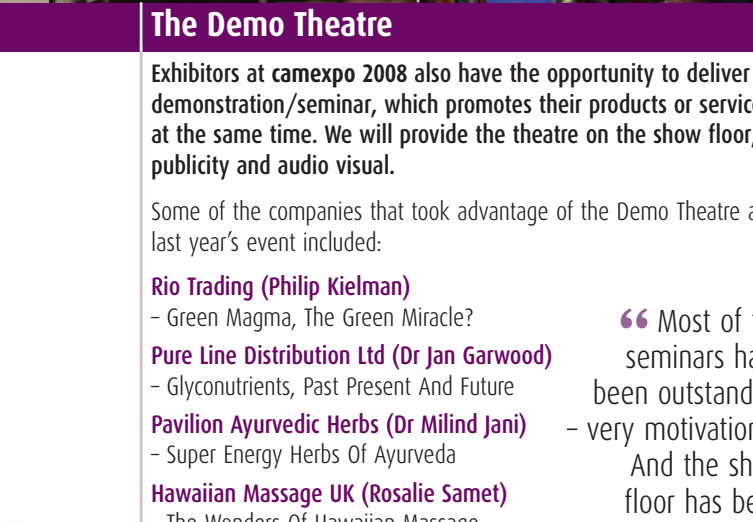 The Demo Theatre
Exhibitors at camexpo 2008 also have the opportunity to deliver
demonstration/seminar, which promotes their products or servic
at the same time. We will provide the theatre on the show floor,
publicity and audio visual.
Some of the companies that took advantage of the Demo Theatre a
last year's event included:
Rio Trading (Philip Kielman)
– Green Magma, The Green Miracle?
Pure Line Distribution Ltd (Dr Jan Garwood)
– Glyconutrients, Past Present And Future
Pavilion Ayurvedic Herbs (Dr Milind Jani)
– Super Energy Herbs Of Ayurveda
Hawaiian Massage UK (Rosalie Samet)
– The Wonders Of Hawaiian Massage
“ Most of
seminars ha
been outstand
– very motivation
And the sh
floor has be